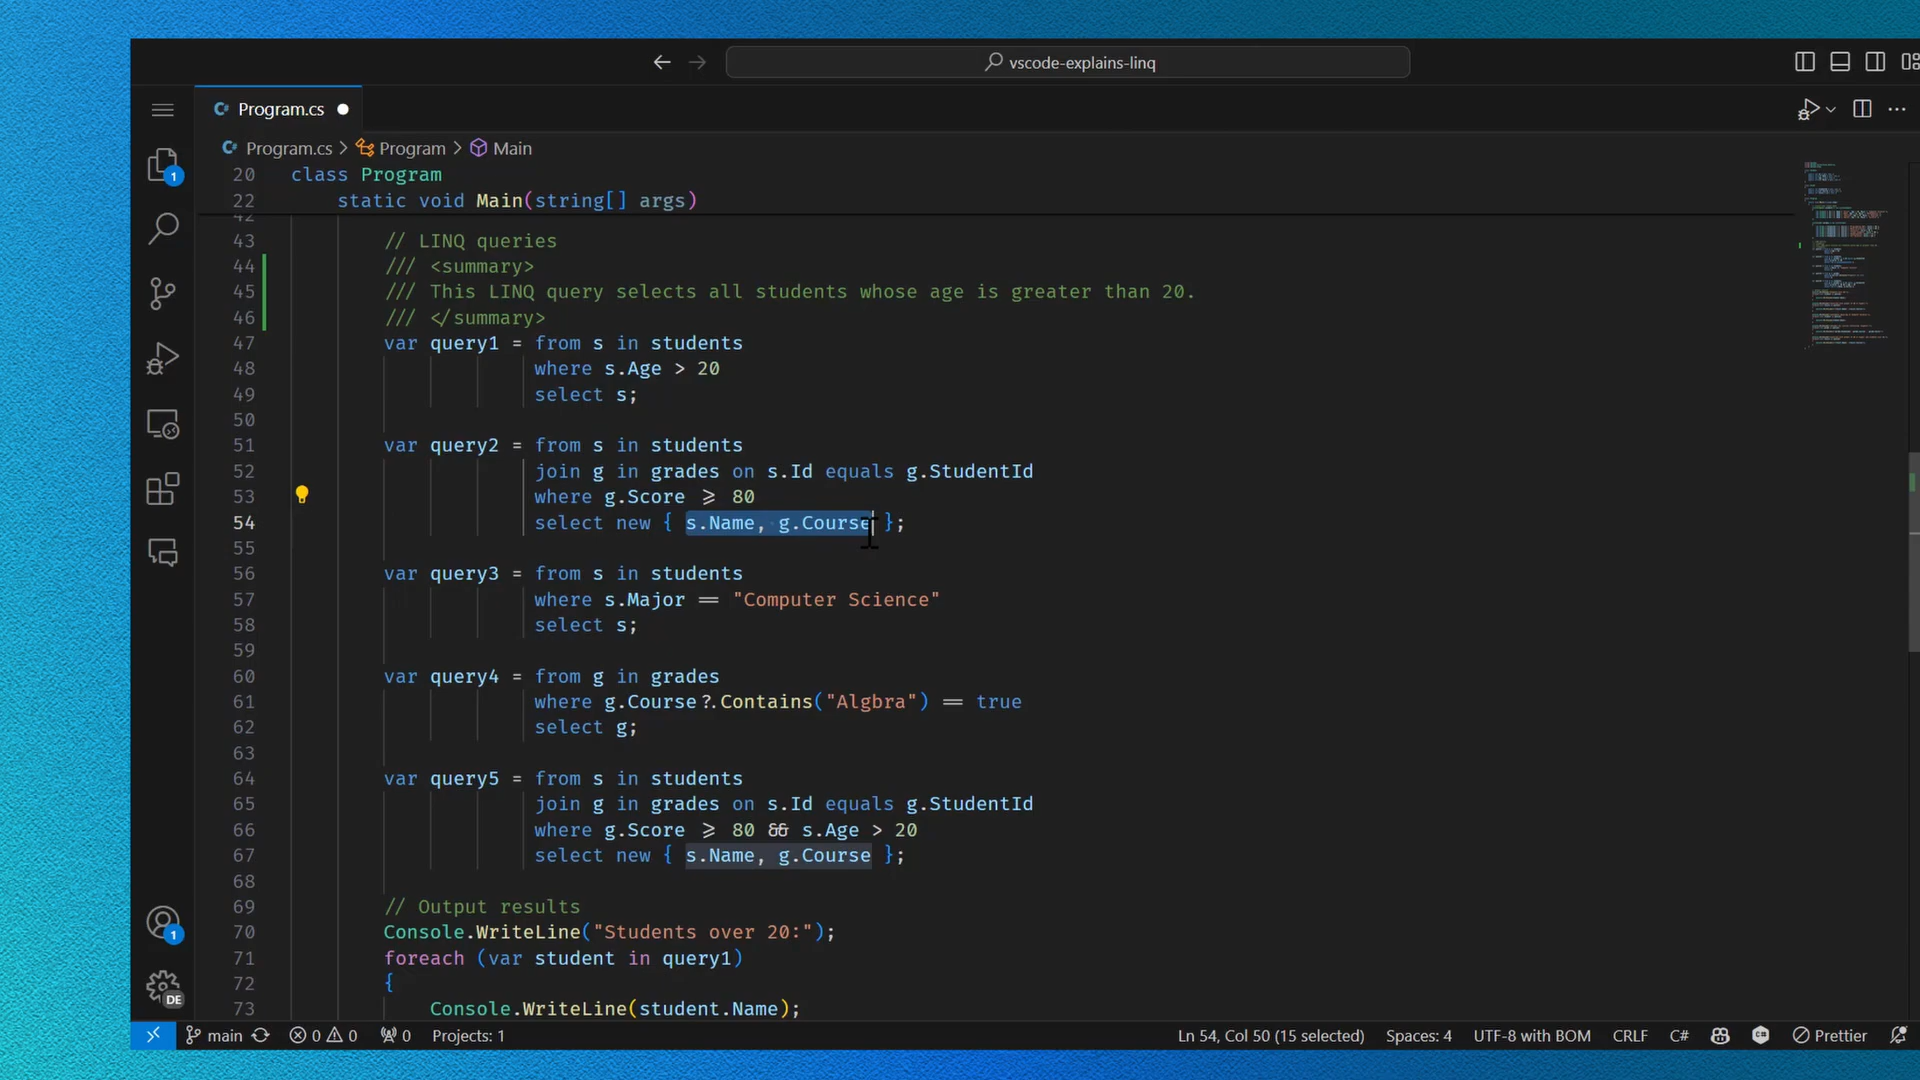 vscode-explains-linq
Program.cs
Program.cs > Program > Main
20 class Program
22 static void Main(string[] args)
42
43 // LINQ queries
44 /// <summary>
45 /// This LINQ query selects all students whose age is greater than 20.
46 /// </summary>
47 var query1 = from s in students
48 where s.Age > 20
49 select s;
50
51 var query2 = from s in students
52 join g in grades on s.Id equals g.StudentId
53 where g.Score >= 80
54 select new { s.Name, g.Course };
55
56 var query3 = from s in students
57 where s.Major == "Computer Science"
58 select s;
59
60 var query4 = from g in grades
61 where g.Course?.Contains("Algbra") == true
62 select g;
63
64 var query5 = from s in students
65 join g in grades on s.Id equals g.StudentId
66 where g.Score >= 80 && s.Age > 20
67 select new { s.Name, g.Course };
68
69 // Output results
70 Console.WriteLine("Students over 20:");
71 foreach (var student in query1)
72 {
73 Console.WriteLine(student.Name);
1
1
DE
main 0 0 0 Projects: 1 Ln 54, Col 50 (15 selected) Spaces: 4 UTF-8 with BOM CRLF C# Prettier